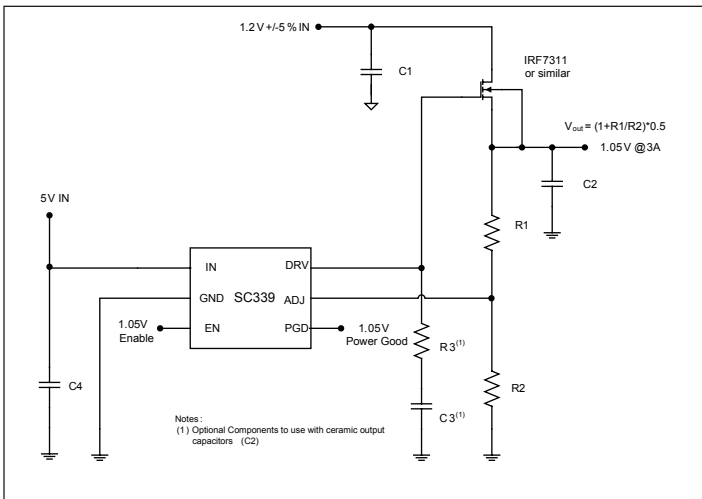 1.2V +/-5% IN
C1
IRF7311
or similar
Vout = (1+R1/R2)*0.5
1.05V @3A
C2
5V IN
R1
IN
DRV
GND
SC339
ADJ
EN
PGD
1.05V
Enable
1.05V
Power Good
R3(1)
C4
R2
C3(1)
Notes:
(1) Optional Components to use with ceramic output
capacitors (C2)